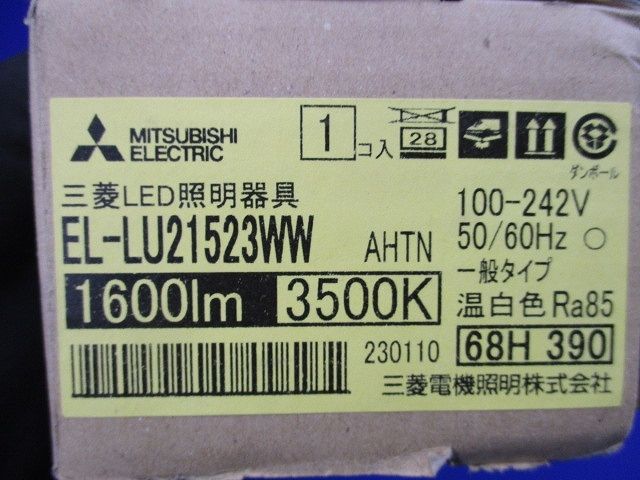 MITSUBISHI
ELECTRIC
1コ入
28
ダンボール
三菱LED照明器具
100-242V
EL-LU21523WW AHTN
50/60Hz
一般タイプ
1600lm 3500K
温白色 Ra85
230110
68H 390
三菱電機照明株式会社